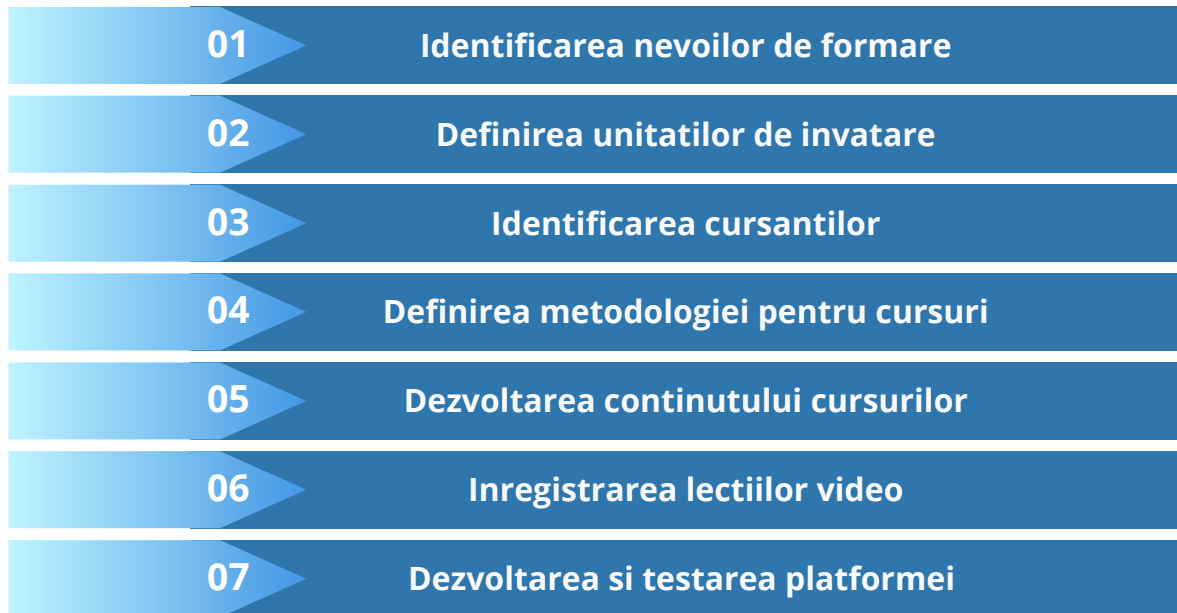 01 Identificarea nevoilor de formare
02 Definirea unitatilor de invatare
03 Identificarea cursantilor
04 Definirea metodologiei pentru cursuri
05 Dezvoltarea continutului cursurilor
06 Inregistrarea lectiilor video
07 Dezvoltarea si testarea platformei